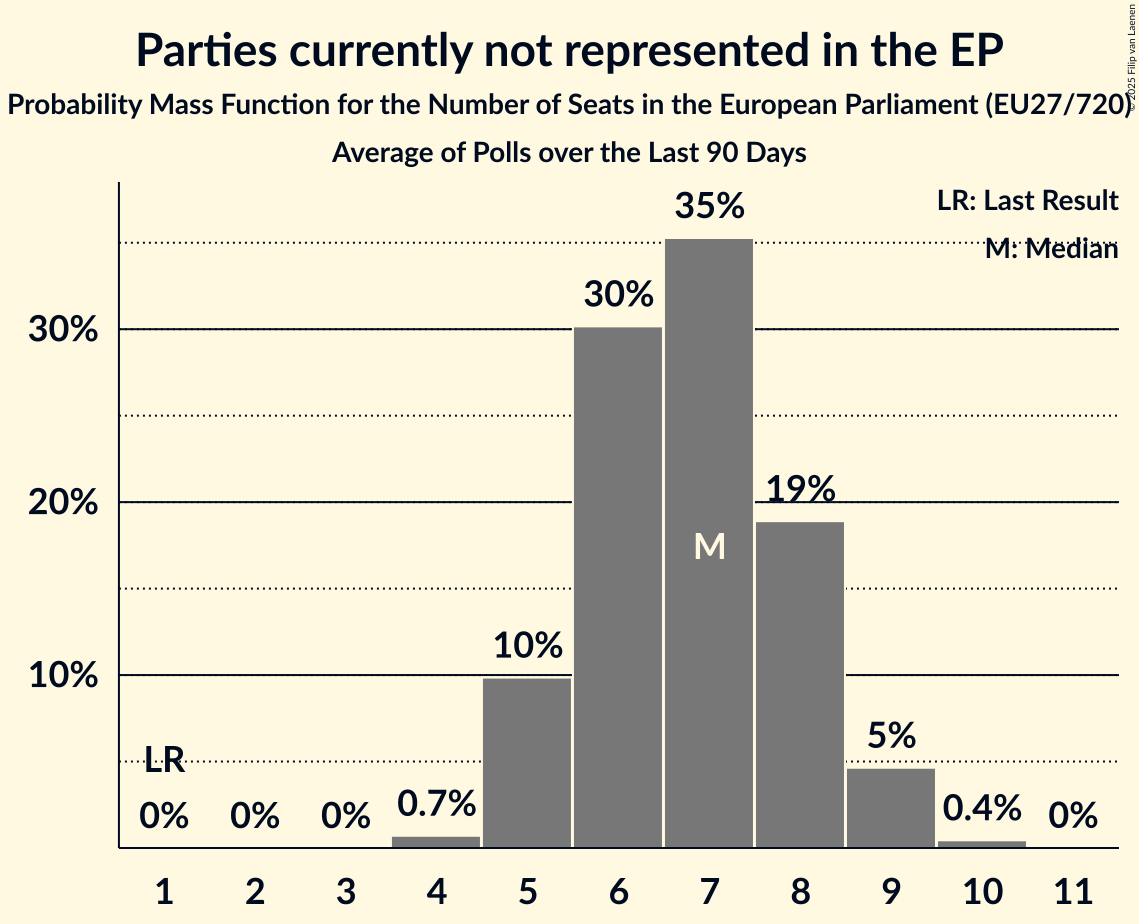 Parties currently not represented in the EP
Probability Mass Function for the Number of Seats in the European Parliament (EU27/720)
Average of Polls over the Last 90 Days
© 2025 Filip van Laenen
LR: Last Result
M: Median
35%
30%
30%
20%
19%
M
10%
10%
LR
5%
0%
0%
0%
0.7%
0.4%
0%
1 2 3 4 5 6 7 8 9 10 11